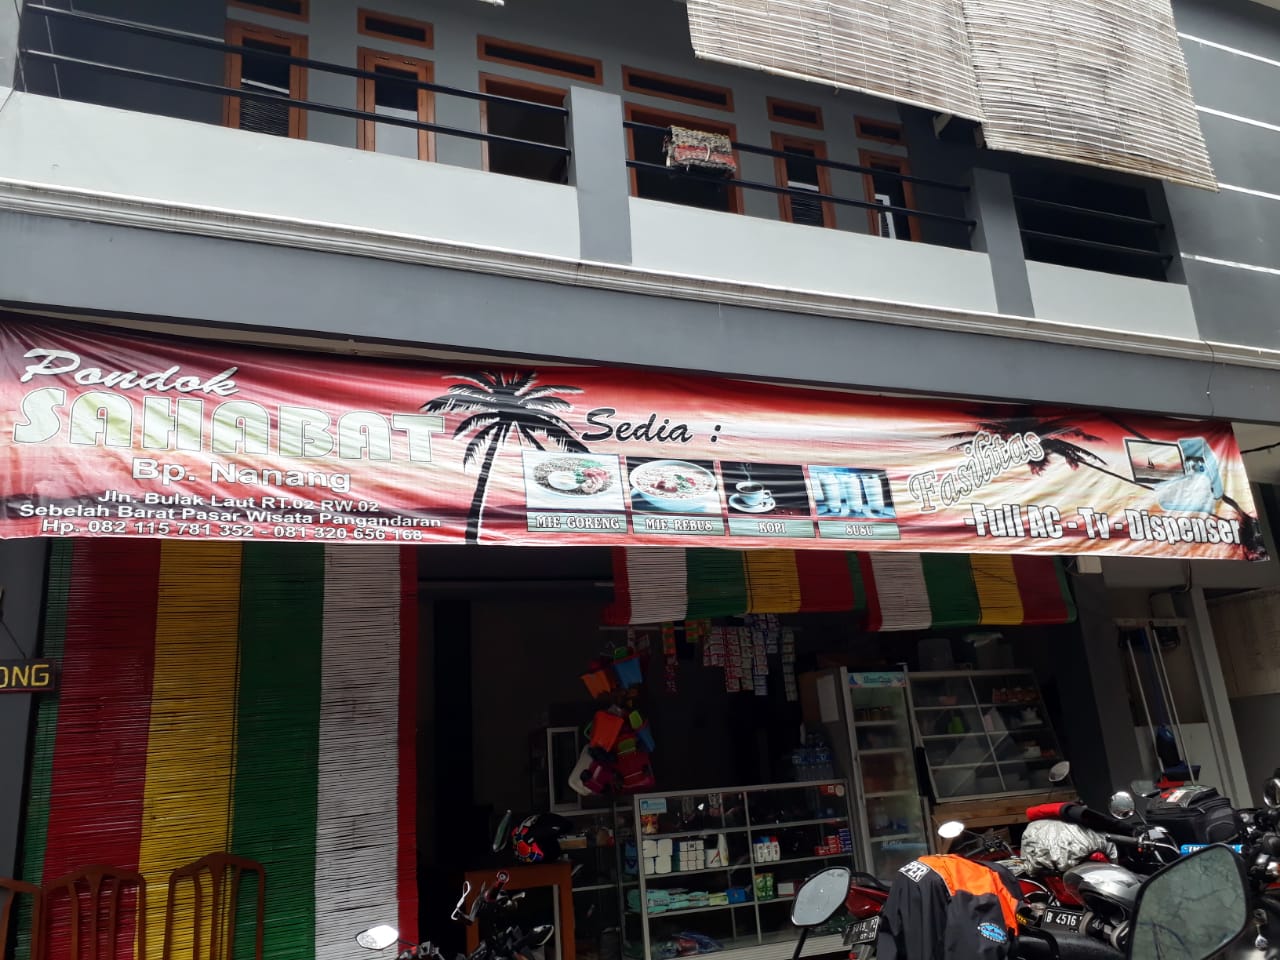 Pondok
SAHABAT
Bp. Nanang
Jln. Bulak Laut RT.02 RW.02
Sebelah Barat Pasar Wisata Pangandaran
Hp. 082 115 781 352 - 081 320 656 168
Sedia :
MIE GORENG
MIE REBUS
KOPI
SUSU
Fasilitas
-Full AC - Tv - Dispenser
ONG
B 4516